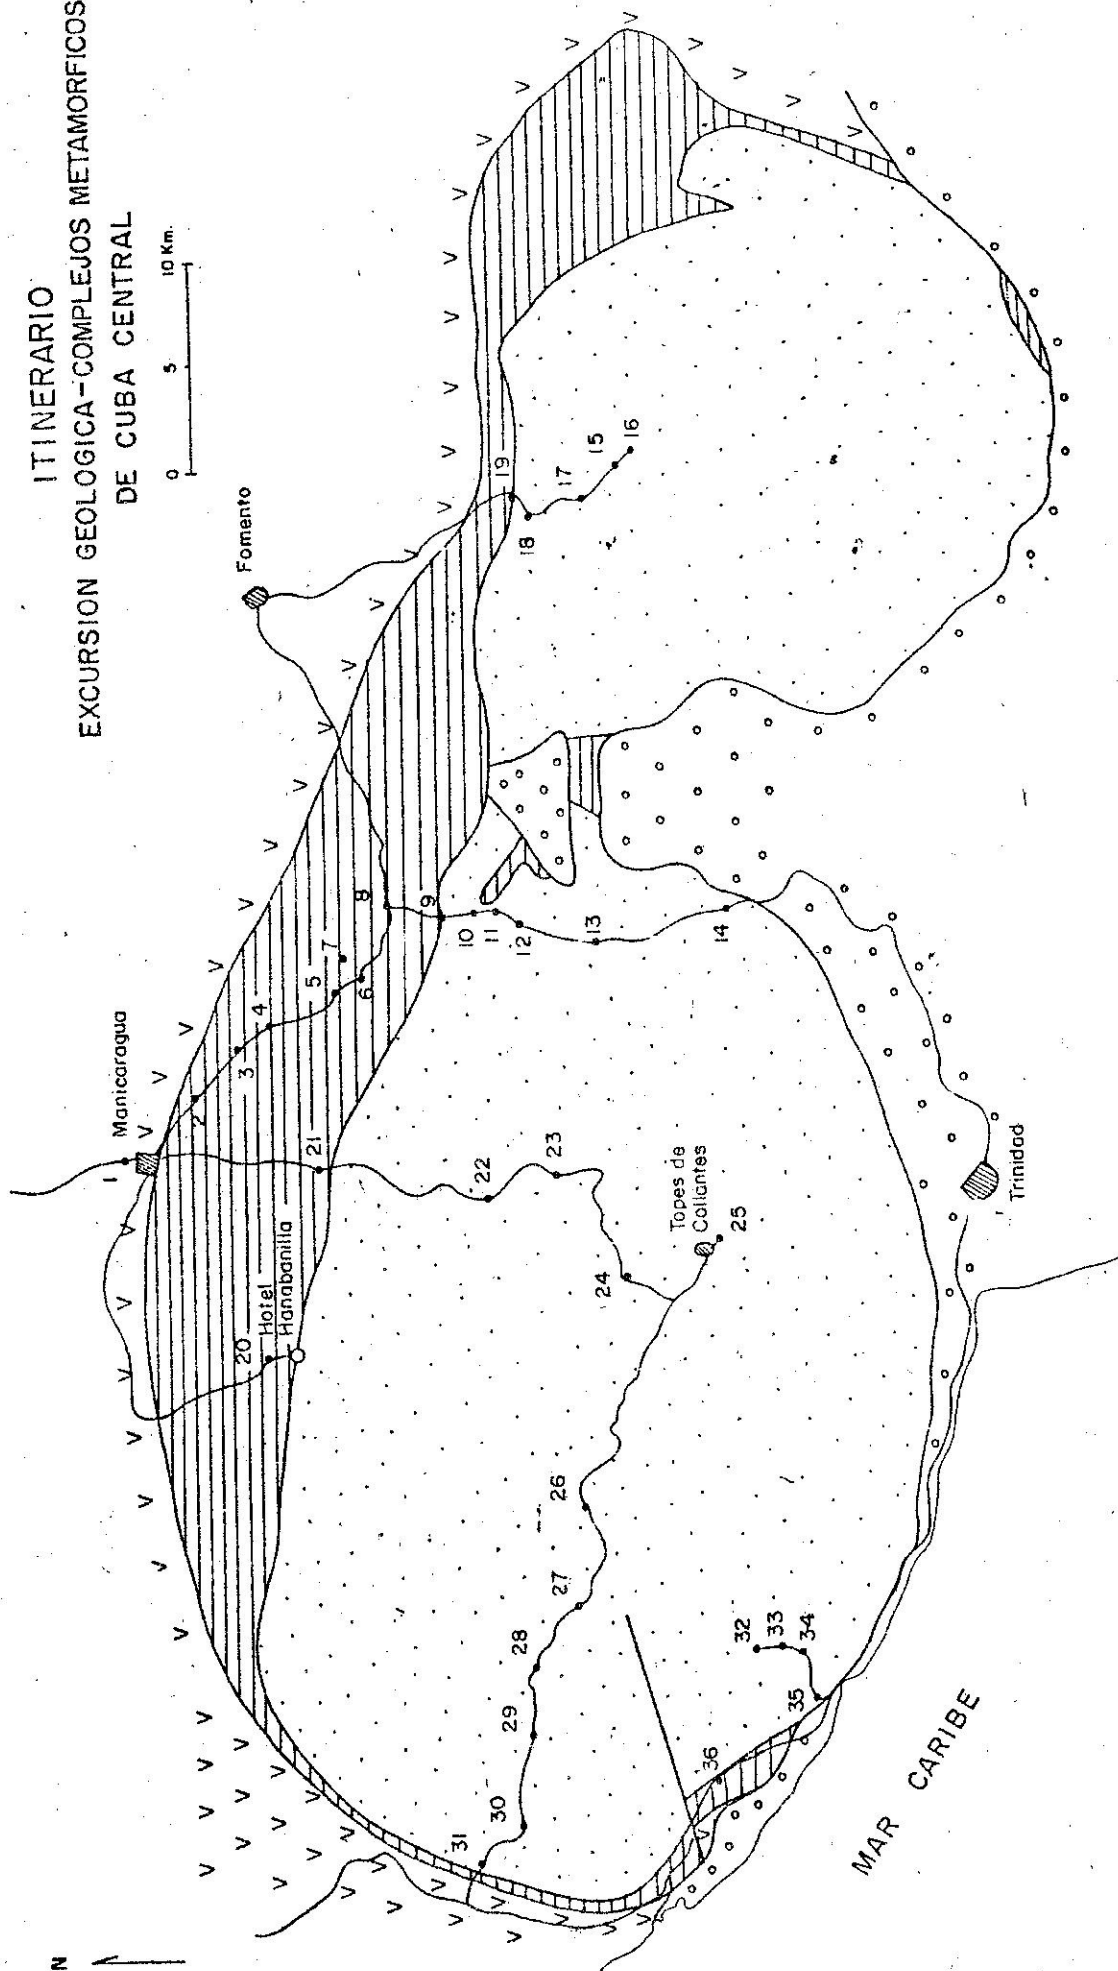 ITINERARIO
EXCURSION GEOLOGICA-COMPLEJOS METAMORFICOS
DE CUBA CENTRAL
0 5 10 Km.
N
Manicaragua
Fomento
Hotel
Hanabanilla
Topes de
Collantes
Trinidad
MAR CARIBE
1
2
3
4
5
6
7
8
9
10
11
12
13
14
15
16
17
18
19
20
21
22
23
24
25
26
27
28
29
30
31
32
33
34
35
36